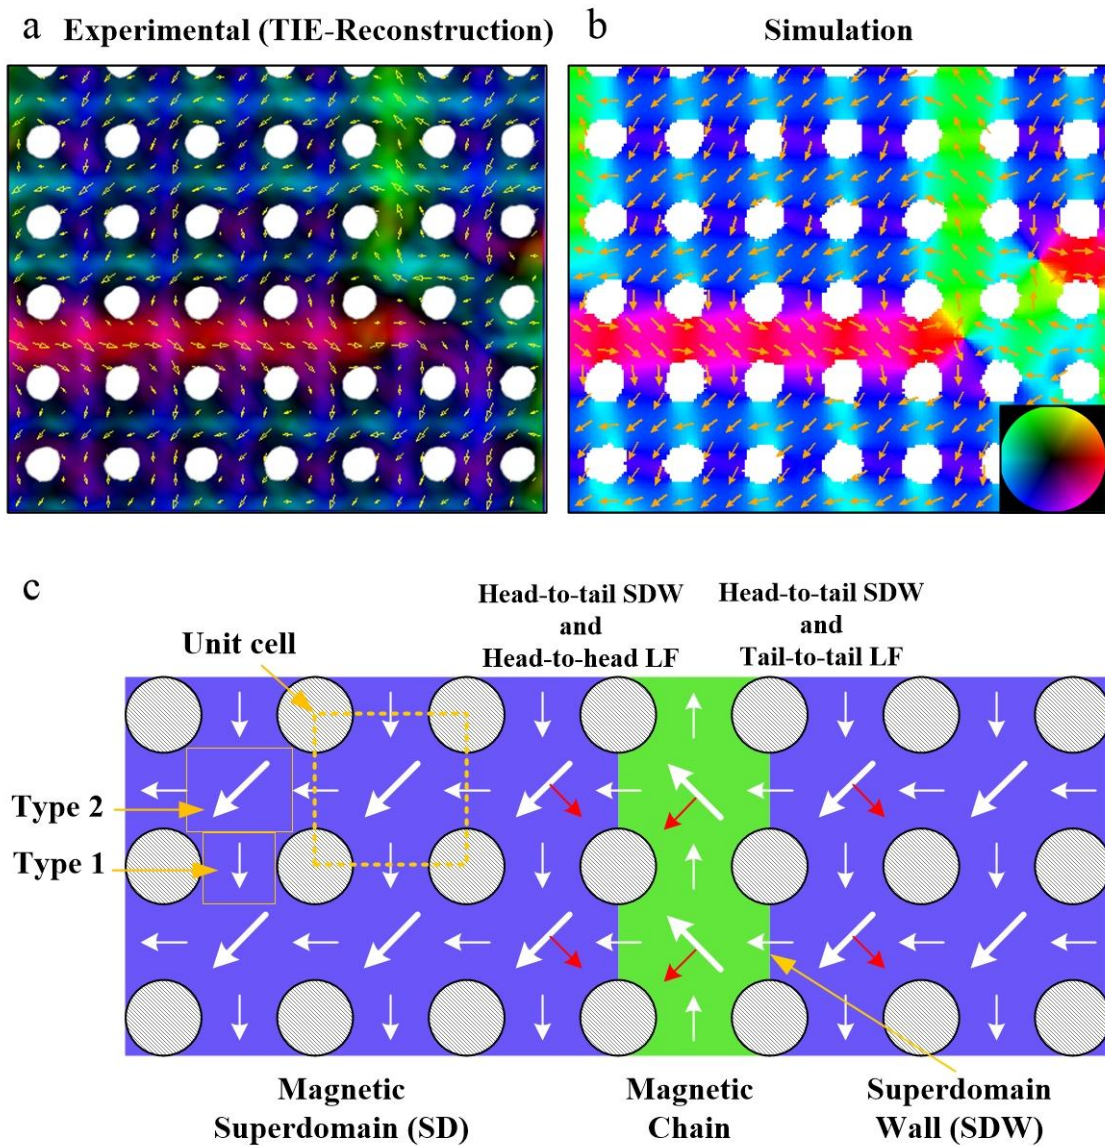 a Experimental (TIE-Reconstruction)
b Simulation
c
Head-to-tail SDW
and
Head-to-head LF
Head-to-tail SDW
and
Tail-to-tail LF
Unit cell
Type 2
Type 1
Magnetic
Superdomain (SD)
Magnetic
Chain
Superdomain
Wall (SDW)